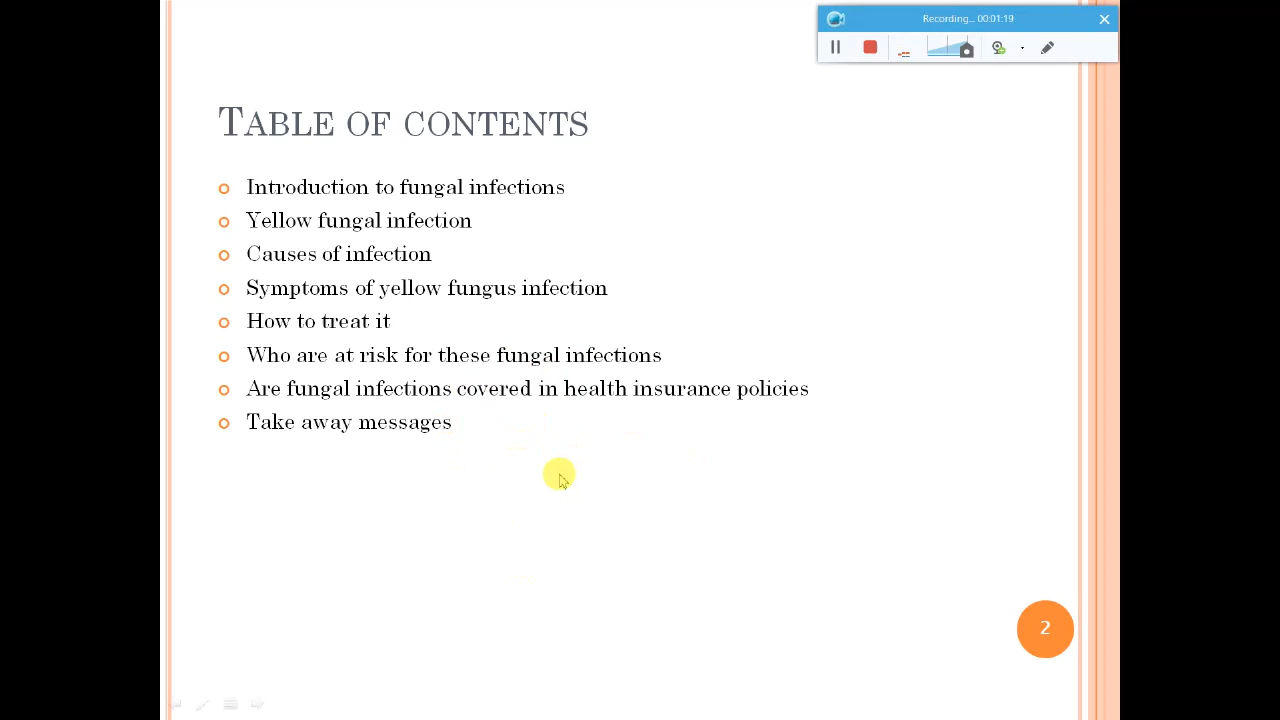 Recording... 00:01:19
TABLE OF CONTENTS
Introduction to fungal infections
Yellow fungal infection
Causes of infection
Symptoms of yellow fungus infection
How to treat it
Who are at risk for these fungal infections
Are fungal infections covered in health insurance policies
Take away messages
2